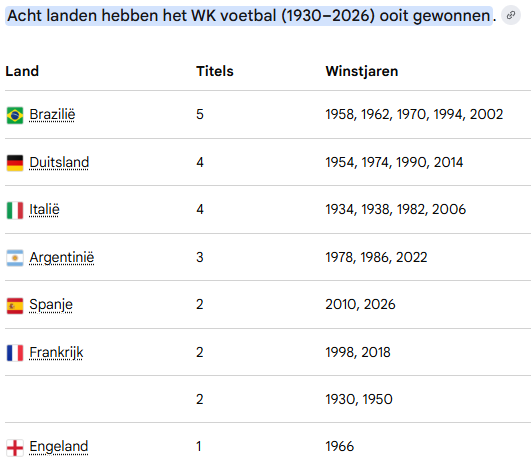 Acht landen hebben het WK voetbal (1930–2026) ooit gewonnen.
Land Titels Winstjaren
Brazilië 5 1958, 1962, 1970, 1994, 2002
Duitsland 4 1954, 1974, 1990, 2014
Italië 4 1934, 1938, 1982, 2006
Argentinië 3 1978, 1986, 2022
Spanje 2 2010, 2026
Frankrijk 2 1998, 2018
2 1930, 1950
Engeland 1 1966